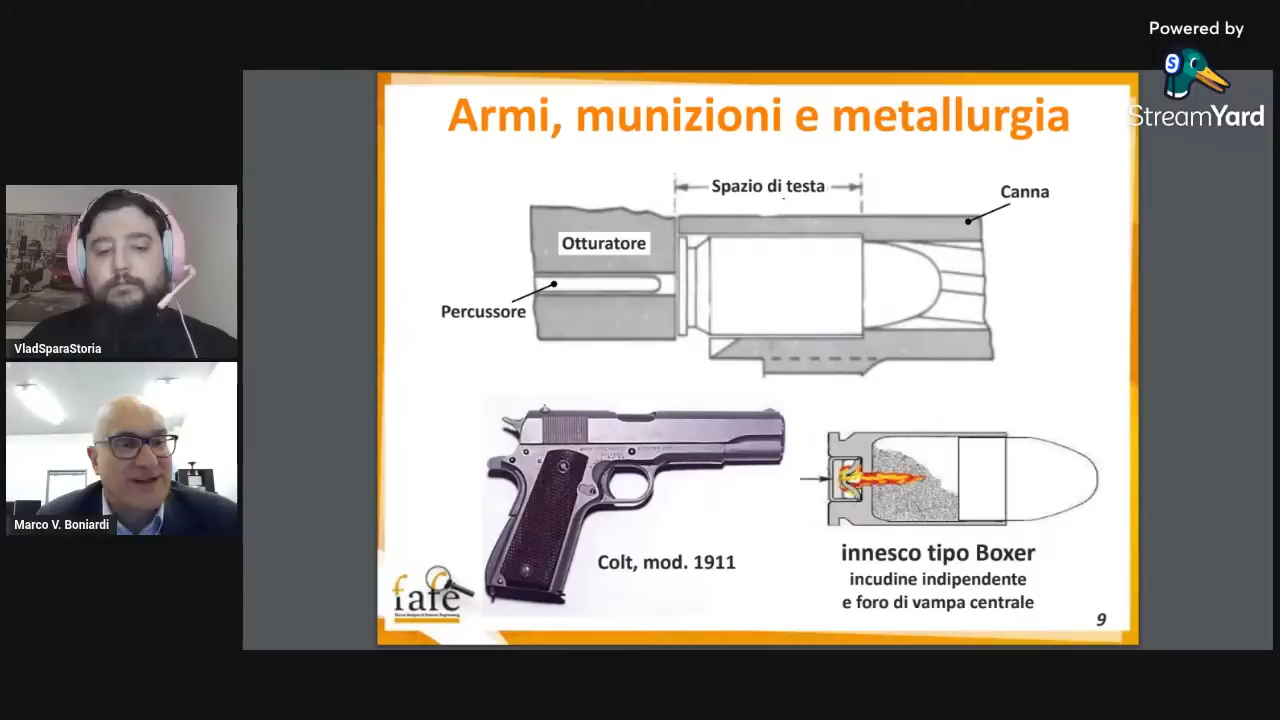 Powered by
StreamYard
Armi, munizioni e metallurgia
Spazio di testa
Canna
Otturatore
Percussore
VladSparaStoria
Marco V. Boniardi
Colt, mod. 1911
innesco tipo Boxer
incudine indipendente
e foro di vampa centrale
fafe
9